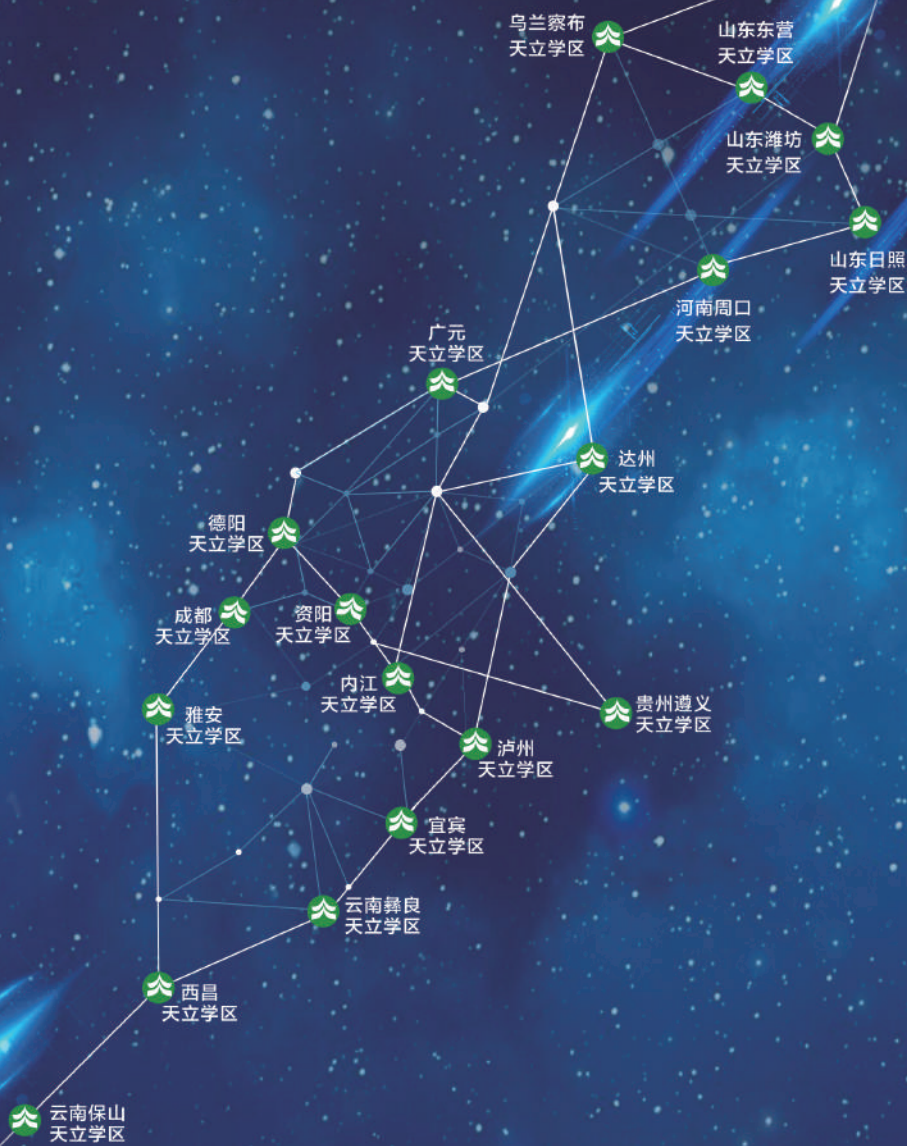 乌兰察布
天立学区
山东东营
天立学区
山东潍坊
天立学区
山东日照
天立学区
河南周口
天立学区
广元
天立学区
达州
天立学区
德阳
天立学区
成都
天立学区
资阳
天立学区
内江
天立学区
贵州遵义
天立学区
雅安
天立学区
泸州
天立学区
宜宾
天立学区
云南彝良
天立学区
西昌
天立学区
云南保山
天立学区